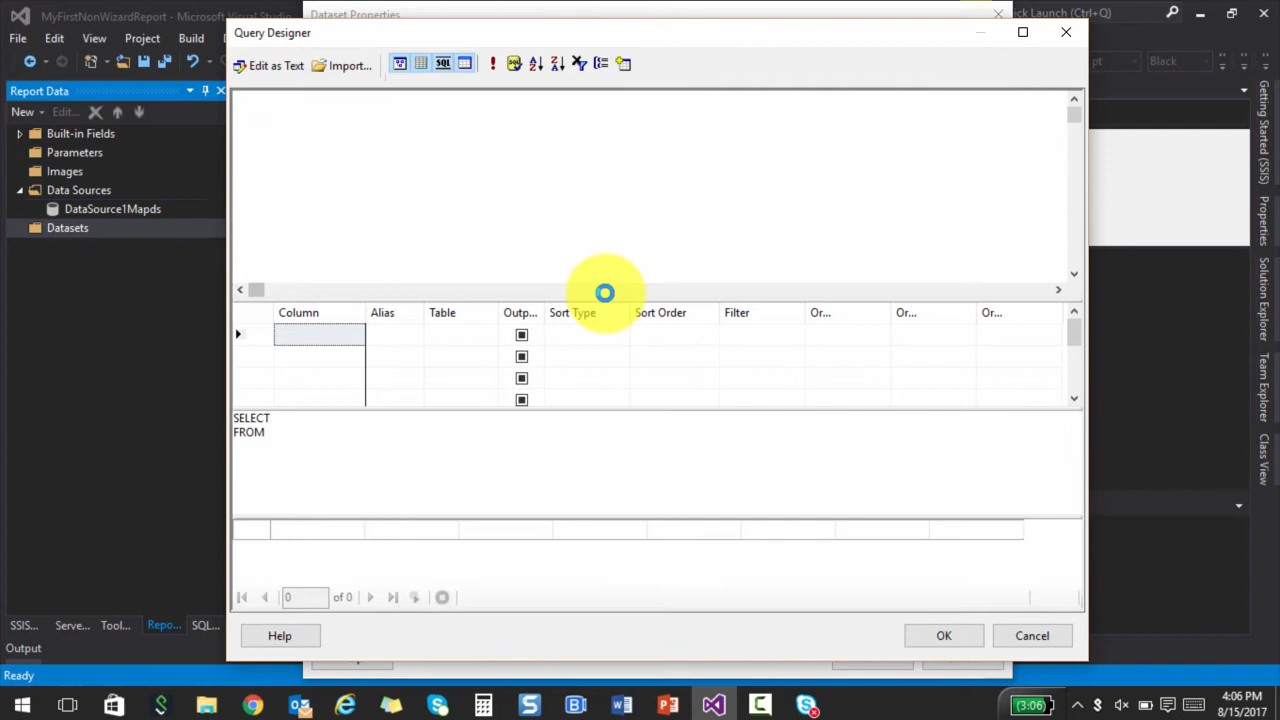 MyFirstNonWizardReport - Microsoft Visual Studio
Dataset Properties
ck Launch (Ctrl+Q)
File Edit View Project Build
Query Designer
Edit as Text Import...
SQL
pt Black
Report Data
New Edit...
Built-in Fields
Parameters
Images
Data Sources
DataSource1Mapds
Datasets
Column Alias Table Outp... Sort Type Sort Order Filter Or... Or... Or...
SELECT
FROM
0 of 0
Help OK Cancel
Getting Started (SSIS)
Properties
Solution Explorer
Team Explorer
Class View
SSIS... Serve... Tool... Repo... SQL...
Output
Ready
(3:06)
4:06 PM
8/15/2017